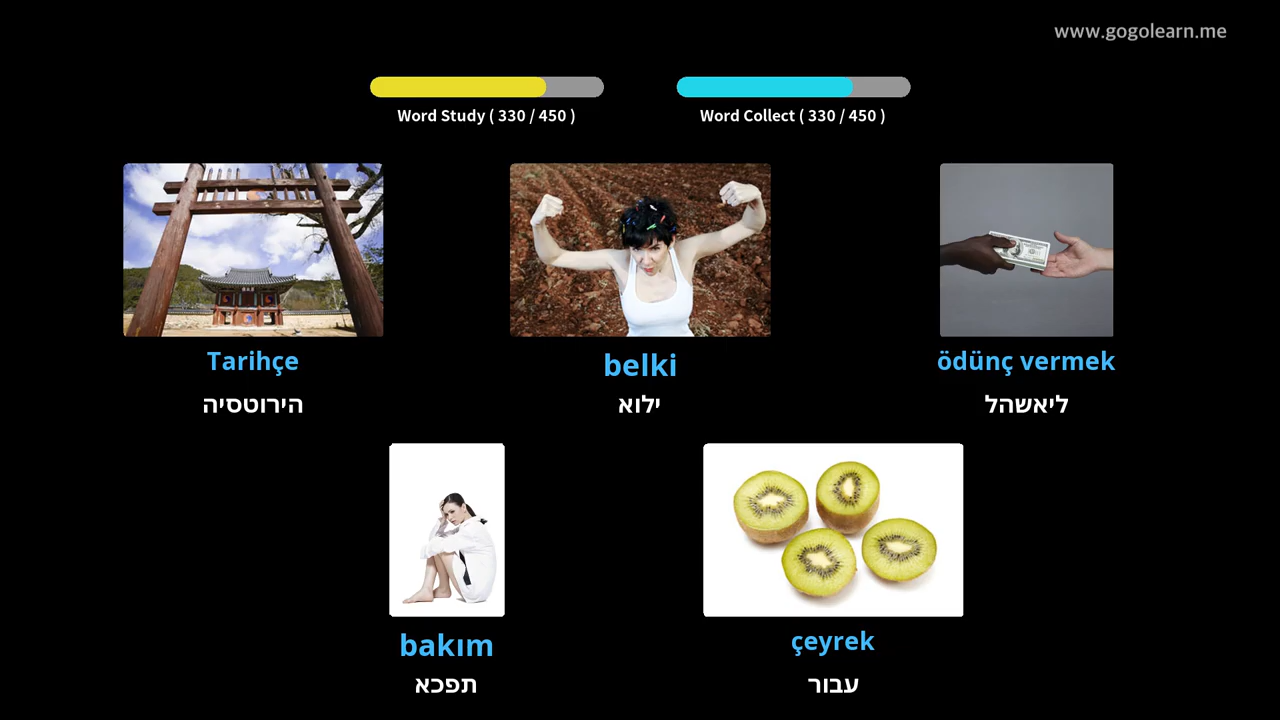 www.gogolearn.me
Word Study ( 330 / 450 )
Word Collect ( 330 / 450 )
Tarihçe
הירוטסיה
belki
ילוא
ödünç vermek
ליאשהל
bakım
תפכא
çeyrek
עבור